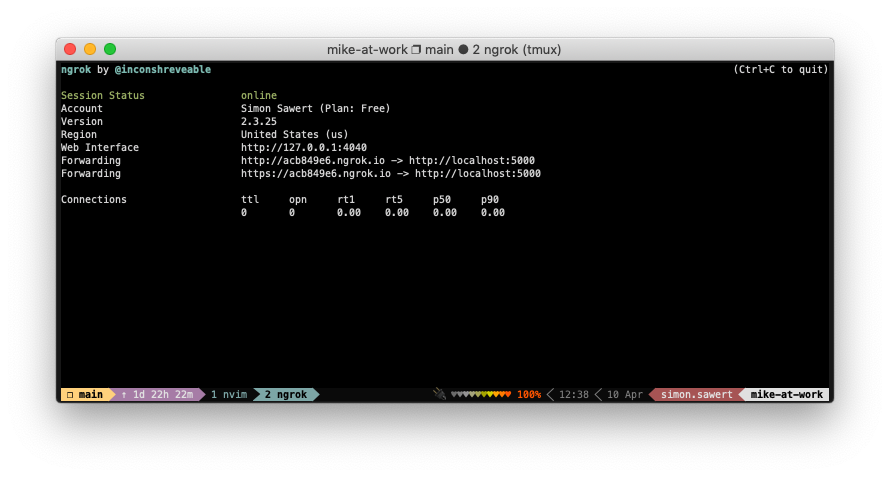 mike-at-work ❐ main ● 2 ngrok (tmux)
ngrok by @inconshreveable (Ctrl+C to quit)
Session Status online
Account Simon Sawert (Plan: Free)
Version 2.3.25
Region United States (us)
Web Interface http://127.0.0.1:4040
Forwarding http://acb849e6.ngrok.io -> http://localhost:5000
Forwarding https://acb849e6.ngrok.io -> http://localhost:5000
Connections ttl opn rt1 rt5 p50 p90
0 0 0.00 0.00 0.00 0.00
❐ main ↑ 1d 22h 22m 1 nvim 2 ngrok ♥♥♥♥♥♥♥♥♥♥ 100% 12:38 10 Apr simon.sawert mike-at-work